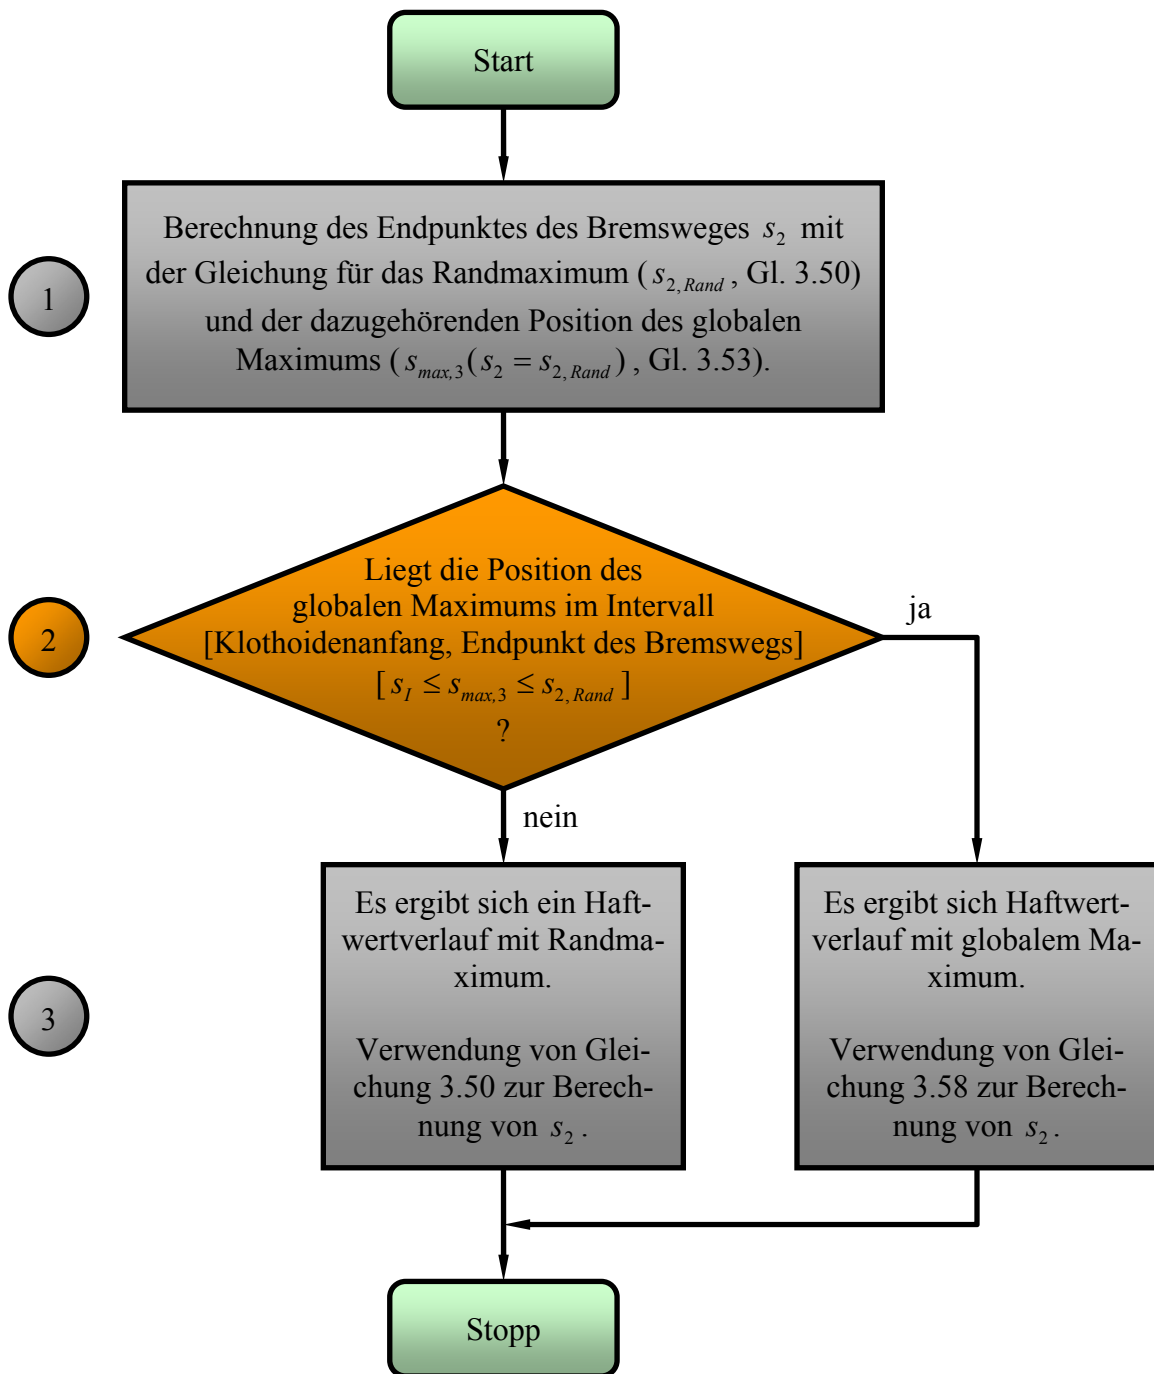 Start
Berechnung des Endpunktes des Bremsweges s₂ mit
der Gleichung für das Randmaximum ( s₂,Rand , Gl. 3.50)
und der dazugehörenden Position des globalen
Maximums ( smax,3 ( s₂ = s₂,Rand ) , Gl. 3.53).
1
Liegt die Position des
globalen Maximums im Intervall
[Klothoidenanfang, Endpunkt des Bremswegs]
[ sI ≤ smax,3 ≤ s₂,Rand ]
?
2
ja
nein
Es ergibt sich ein Haft-
wertverlauf mit Randma-
ximum.
Verwendung von Glei-
chung 3.50 zur Berech-
nung von s₂ .
Es ergibt sich Haftwert-
verlauf mit globalem Ma-
ximum.
Verwendung von Glei-
chung 3.58 zur Berech-
nung von s₂ .
3
Stopp